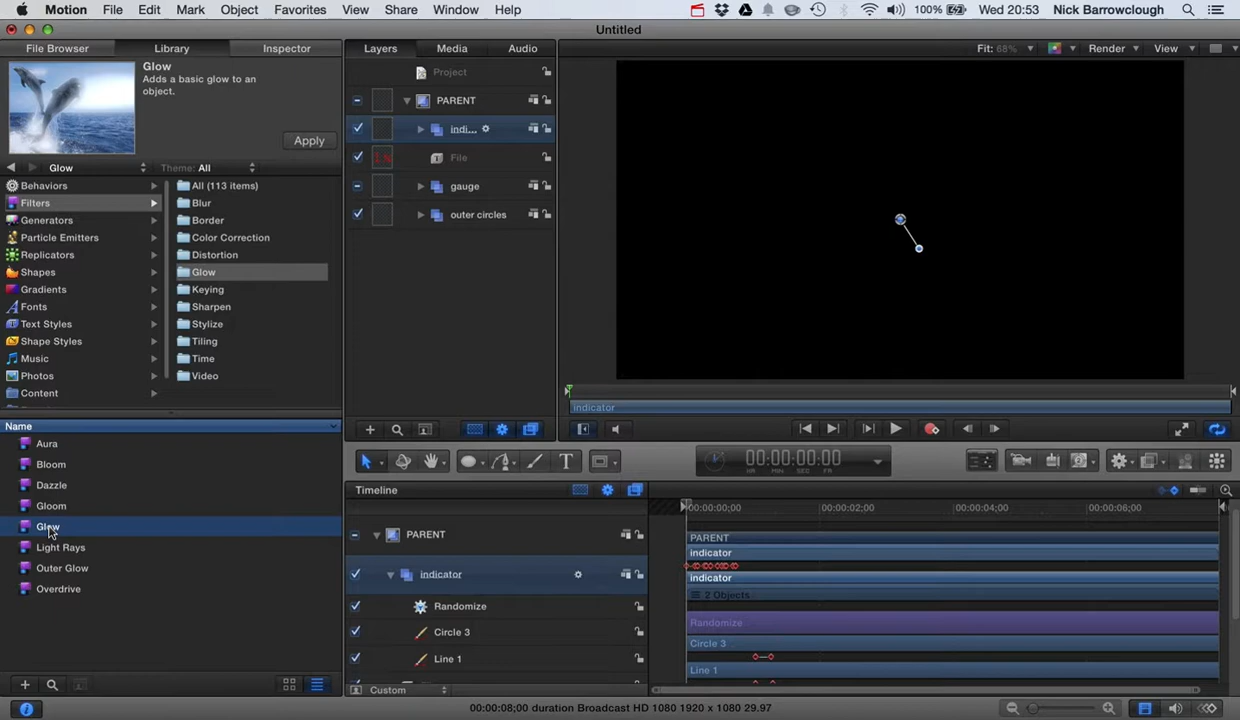 Motion File Edit Mark Object Favorites View Share Window Help 100% Wed 20:53 Nick Barrowclough
Untitled
File Browser Library Inspector Layers Media Audio Fit: 68% Render View
Glow
Adds a basic glow to an
object.
Apply
Project
PARENT
indi...
File
gauge
outer circles
Glow Theme: All
Behaviors
Filters
Generators
Particle Emitters
Replicators
Shapes
Gradients
Fonts
Text Styles
Shape Styles
Music
Photos
Content
All (113 items)
Blur
Border
Color Correction
Distortion
Glow
Keying
Sharpen
Stylize
Tiling
Time
Video
Name
Aura
Bloom
Dazzle
Gloom
Glow
Light Rays
Outer Glow
Overdrive
indicator
00:00:00:00
HR MIN SEC FR
Timeline
00:00:00;00 00:00:02;00 00:00:04;00 00:00:06;00
PARENT
indicator
Randomize
Circle 3
Line 1
PARENT
indicator
indicator
2 Objects
Randomize
Circle 3
Line 1
Custom
00:00:08;00 duration Broadcast HD 1080 1920 x 1080 29.97